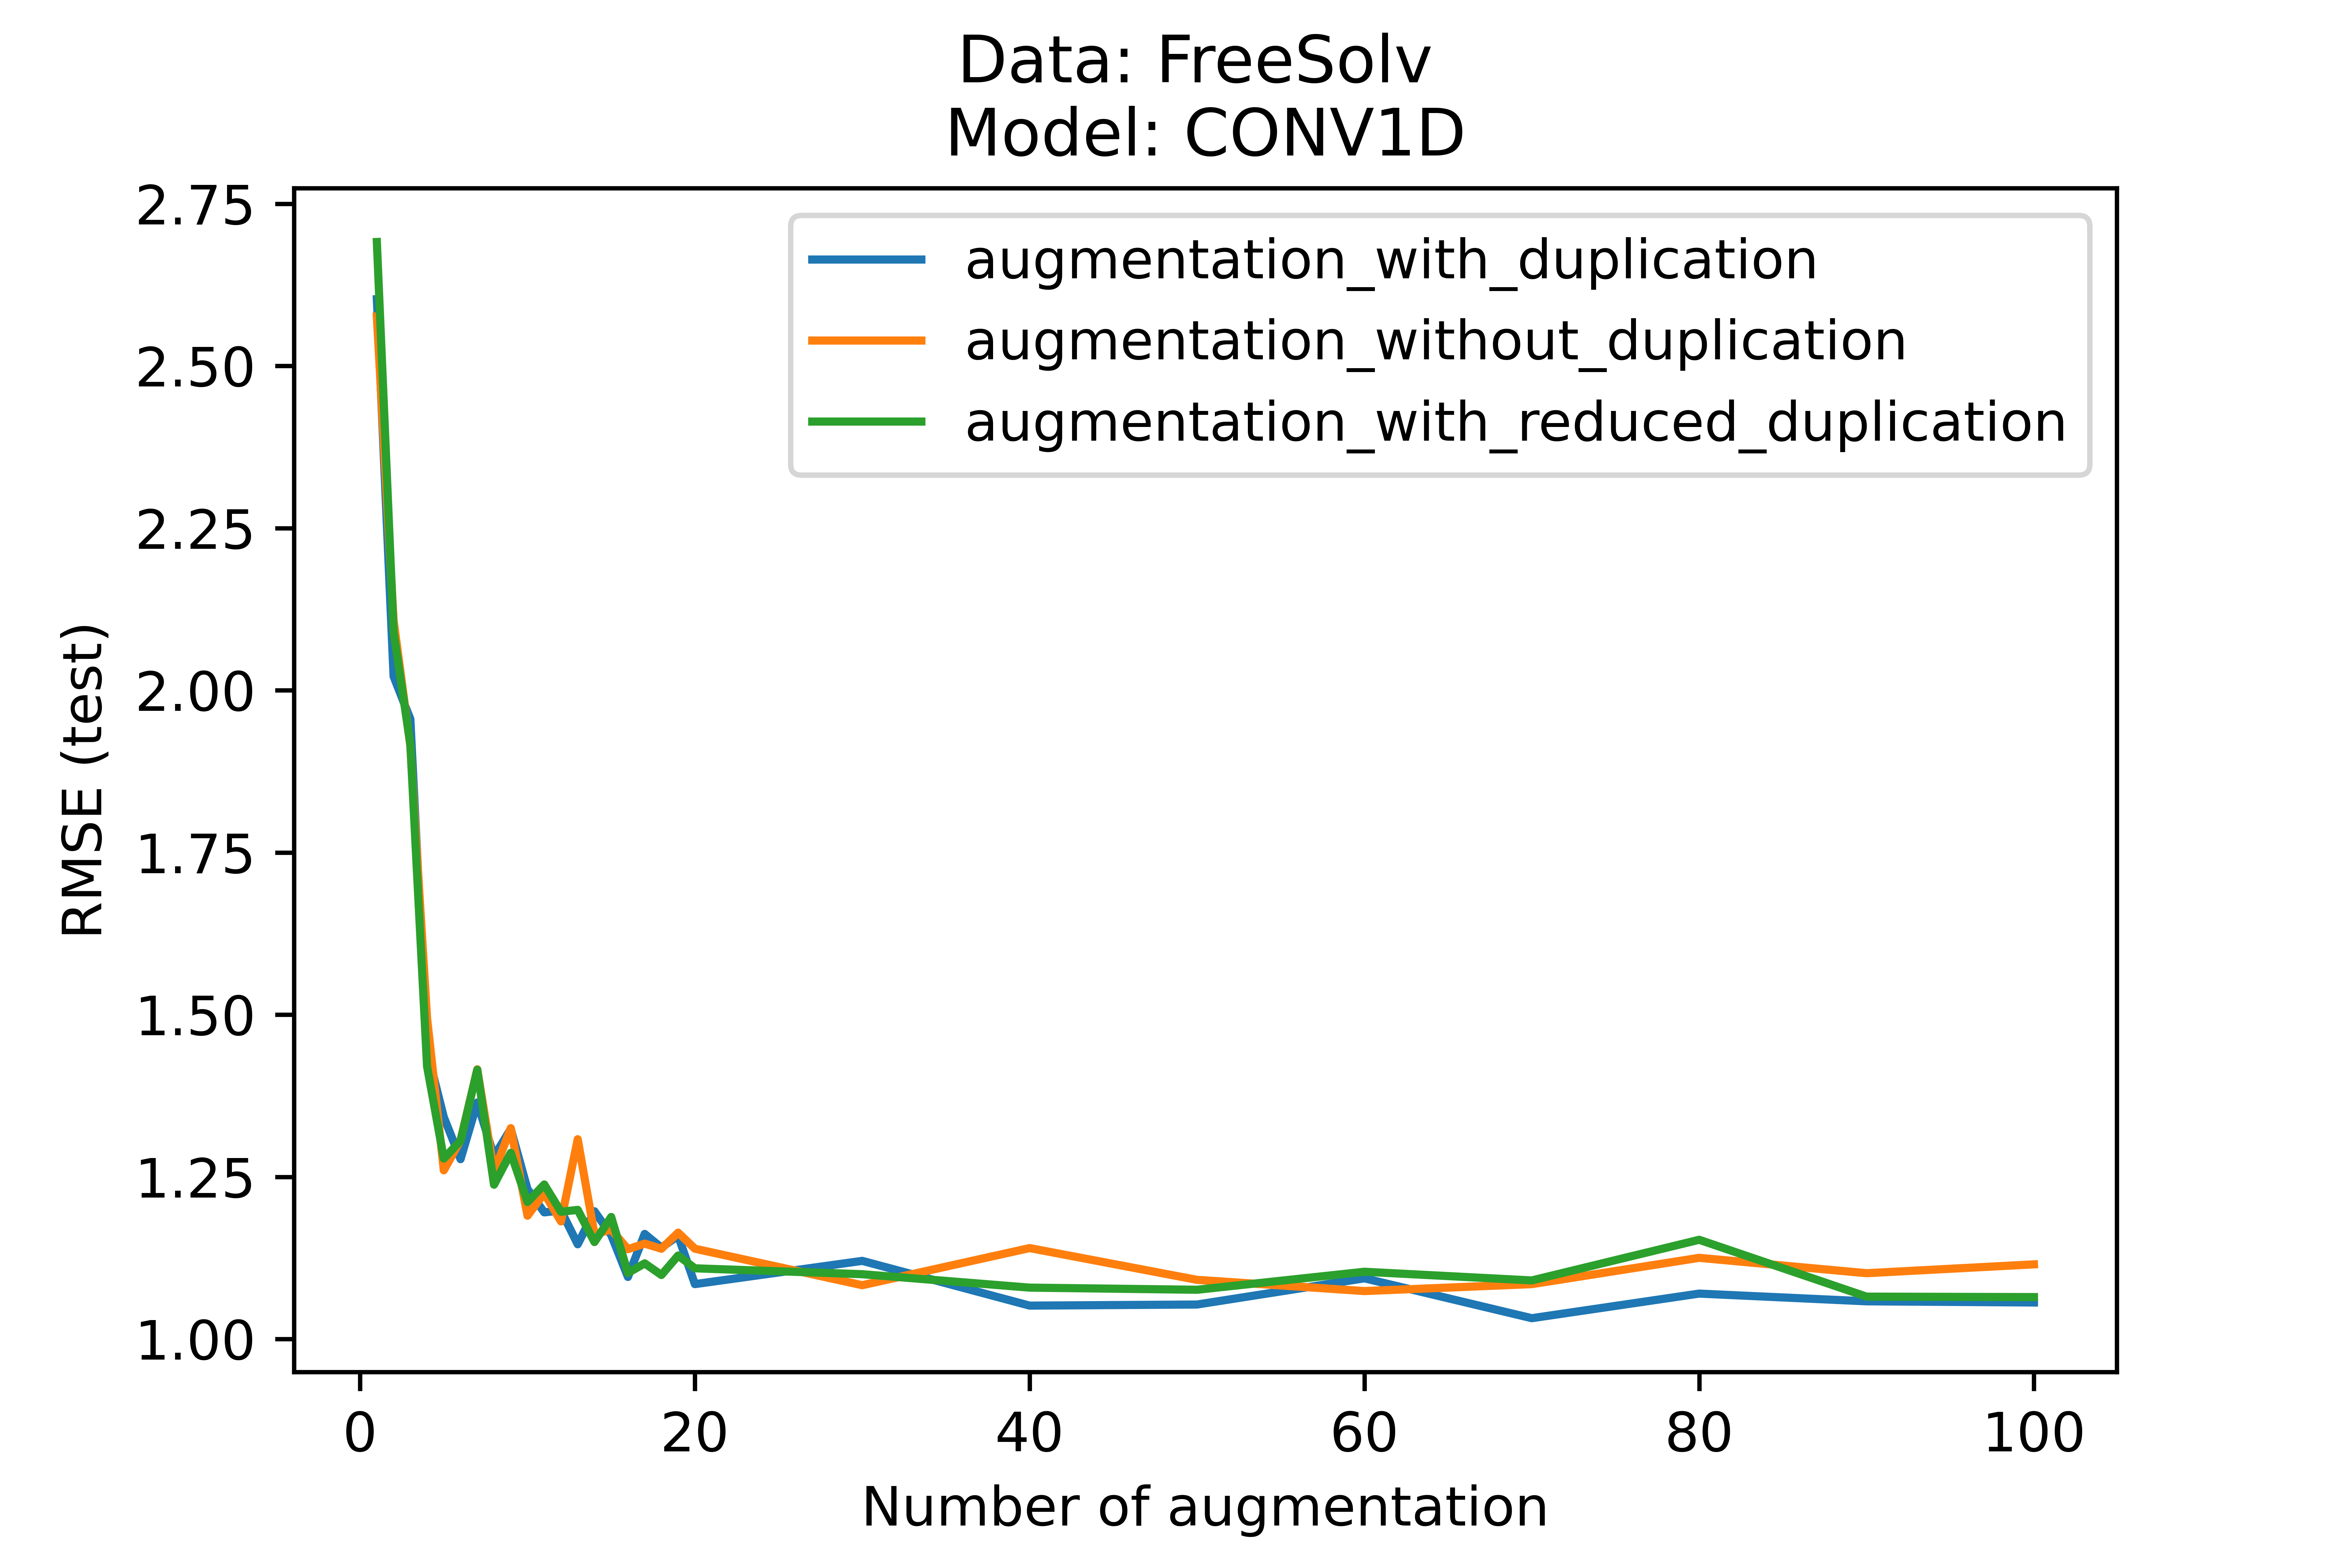 Data: FreeSolv
Model: CONV1D
2.75
2.50
2.25
2.00
1.75
1.50
1.25
1.00
RMSE (test)
augmentation_with_duplication
augmentation_without_duplication
augmentation_with_reduced_duplication
0 20 40 60 80 100
Number of augmentation